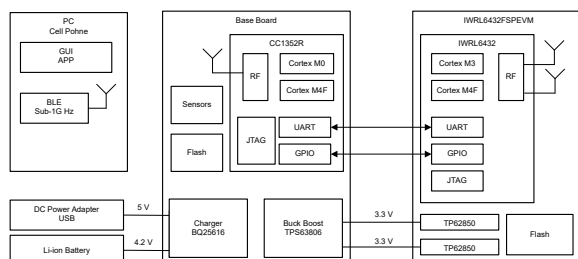 PC
Cell Pohne
GUI
APP
BLE
Sub-1G Hz
DC Power Adapter
USB
Li-ion Battery
5 V
4.2 V
Base Board
CC1352R
RF
Cortex M0
Cortex M4F
Sensors
Flash
JTAG
UART
GPIO
Charger
BQ25616
Buck Boost
TPS63806
3.3 V
3.3 V
IWRL6432FSPEVM
IWRL6432
Cortex M3
Cortex M4F
RF
UART
GPIO
JTAG
TP62850
TP62850
Flash